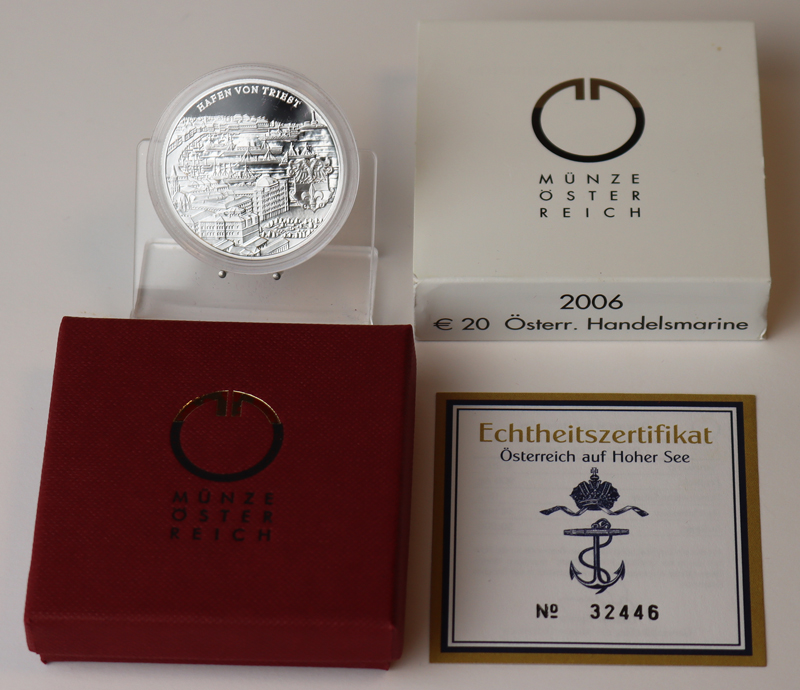 HAFEN VON TRIEST
MÜNZE
ÖSTER
REICH
2006
€ 20 Österr. Handelsmarine
MÜNZE
ÖSTER
REICH
Echtheitszertifikat
Österreich auf Hoher See
Nº 32446